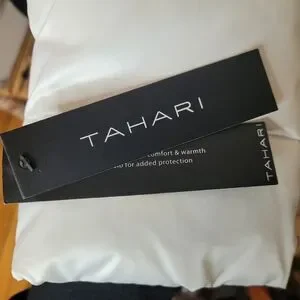 TAHARI
comfort & warmth
for added protection
TAHARI